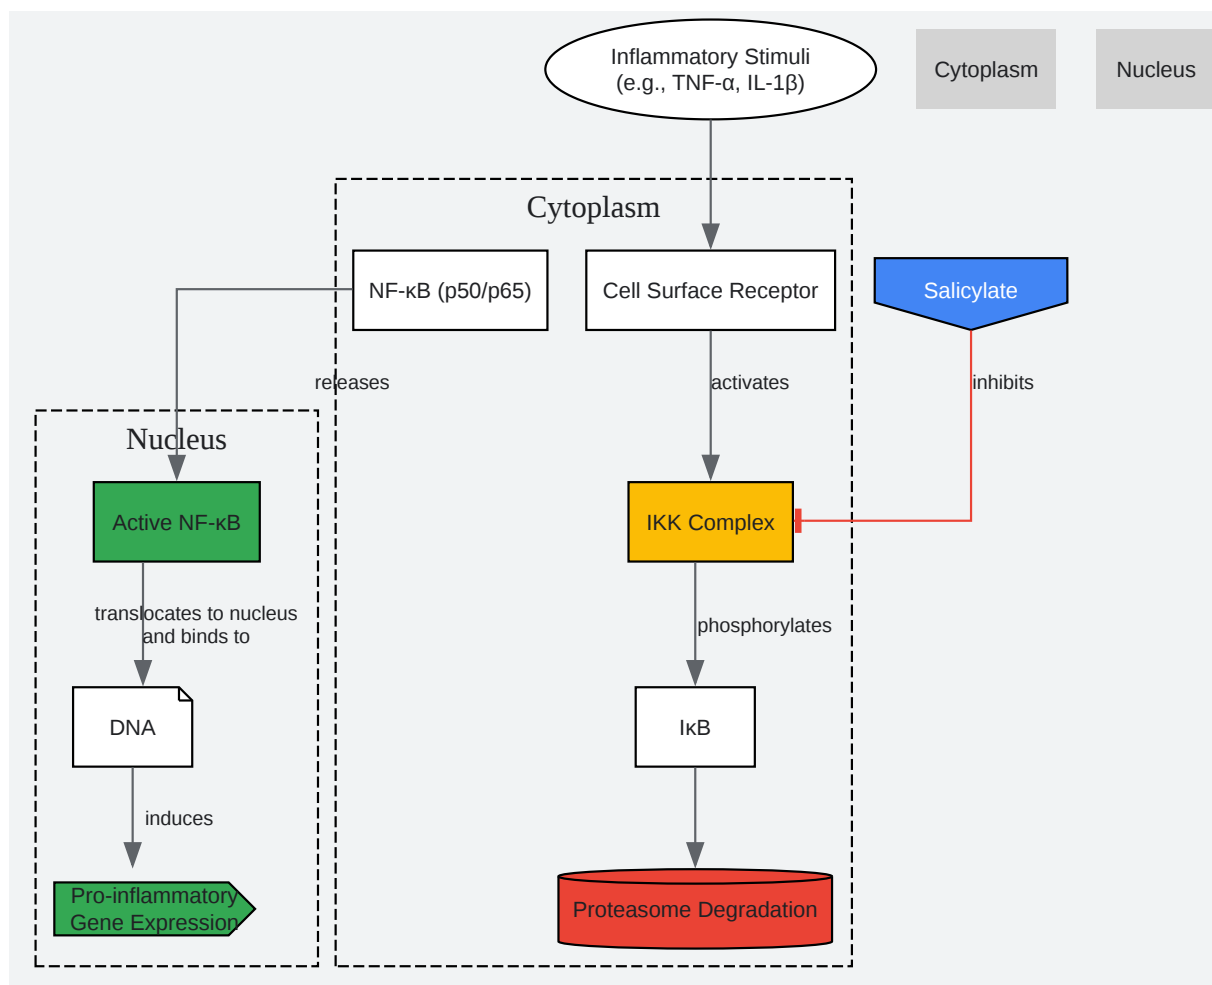 Inflammatory Stimuli
(e.g., TNF-α, IL-1β)
Cytoplasm
Nucleus
Cytoplasm
NF-κB (p50/p65)
Cell Surface Receptor
Salicylate
releases
activates
inhibits
Nucleus
Active NF-κB
IKK Complex
translocates to nucleus
and binds to
phosphorylates
DNA
IκB
induces
Pro-inflammatory
Gene Expression
Proteasome Degradation